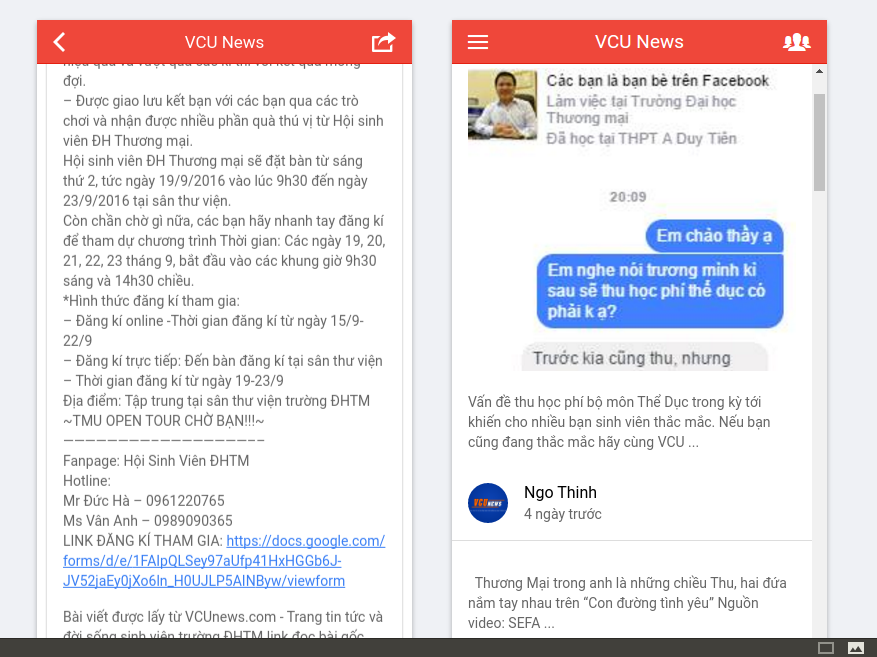 VCU News
hiệu quả và vượt qua các kì thi với kết quả mong
đợi.
– Được giao lưu kết bạn với các bạn qua các trò
chơi và nhận được nhiều phần quà thú vị từ Hội sinh
viên ĐH Thương mại.
Hội sinh viên ĐH Thương mại sẽ đặt bàn từ sáng
thứ 2, tức ngày 19/9/2016 vào lúc 9h30 đến ngày
23/9/2016 tại sân thư viện.
Còn chần chờ gì nữa, các bạn hãy nhanh tay đăng kí
để tham dự chương trình Thời gian: Các ngày 19, 20,
21, 22, 23 tháng 9, bắt đầu vào các khung giờ 9h30
sáng và 14h30 chiều.
*Hình thức đăng kí tham gia:
– Đăng kí online -Thời gian đăng kí từ ngày 15/9-
22/9
– Đăng kí trực tiếp: Đến bàn đăng kí tại sân thư viện
– Thời gian đăng kí từ ngày 19-23/9
Địa điểm: Tập trung tại sân thư viện trường ĐHTM
~TMU OPEN TOUR CHỜ BẠN!!!~
————————–————————––
Fanpage: Hội Sinh Viên ĐHTM
Hotline:
Mr Đức Hà – 0961220765
Ms Vân Anh – 0989090365
LINK ĐĂNG KÍ THAM GIA: https://docs.google.com/
forms/d/e/1FAIpQLSey97aUfp41HxHGGb6J-
JV52jaEy0jXo6ln_H0UJLP5AINByw/viewform
Bài viết được lấy từ VCUnews.com - Trang tin tức và
đời sống sinh viên trường ĐHTM link đọc bài gốc
VCU News
Các bạn là bạn bè trên Facebook
Làm việc tại Trường Đại học
Thương mại
Đã học tại THPT A Duy Tiên
20:09
Em chào thầy ạ
Em nghe nói trương mình kì
sau sẽ thu học phí thể dục có
phải k ạ?
Trước kia cũng thu, nhưng
Vấn đề thu học phí bộ môn Thể Dục trong kỳ tới
khiến cho nhiều bạn sinh viên thắc mắc. Nếu bạn
cũng đang thắc mắc hãy cùng VCU ...
VCU NEWS
Ngo Thinh
4 ngày trước
Thương Mại trong anh là những chiều Thu, hai đứa
nắm tay nhau trên “Con đường tình yêu” Nguồn
video: SEFA ...